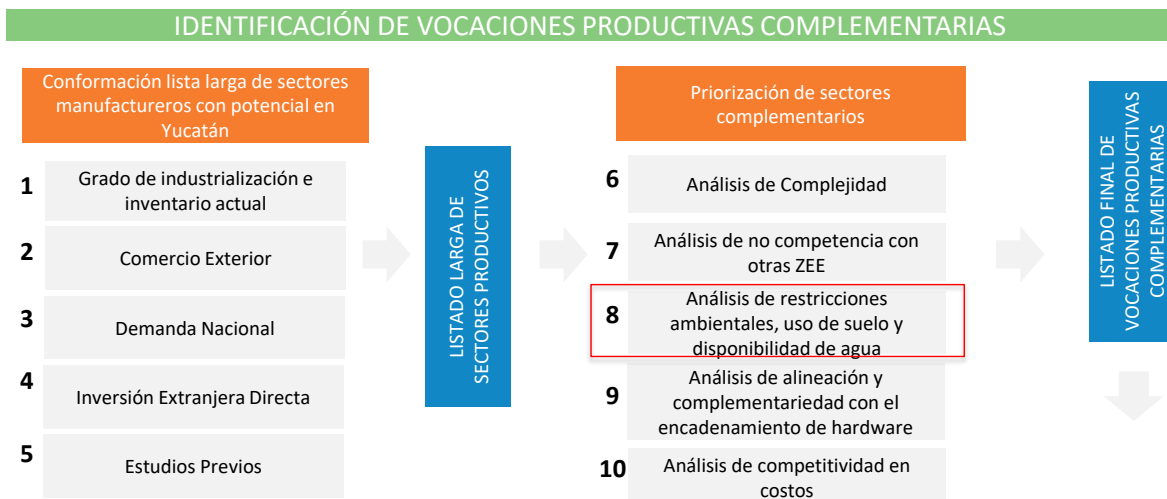 IDENTIFICACIÓN DE VOCACIONES PRODUCTIVAS COMPLEMENTARIAS
Conformación lista larga de sectores
manufactureros con potencial en
Yucatán
1
Grado de industrialización e
inventario actual
2
Comercio Exterior
3
Demanda Nacional
4
Inversión Extranjera Directa
5
Estudios Previos
LISTADO LARGA DE
SECTORES PRODUCTIVOS
Priorización de sectores
complementarios
6
Análisis de Complejidad
7
Análisis de no competencia con
otras ZEE
8
Análisis de restricciones
ambientales, uso de suelo y
disponibilidad de agua
9
Análisis de alineación y
complementariedad con el
encadenamiento de hardware
10
Análisis de competitividad en
costos
LISTADO FINAL DE
VOCACIONES PRODUCTIVAS
COMPLEMENTARIAS